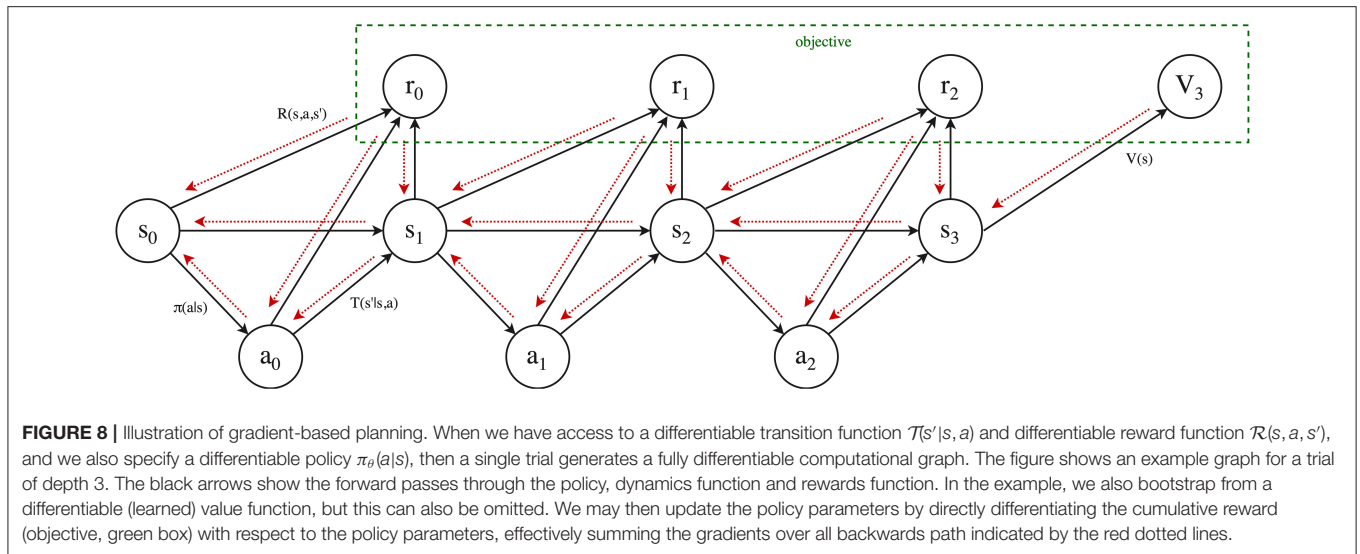 objective
r₀
r₁
r₂
V₃
R(s,a,s')
V(s)
s₀
s₁
s₂
s₃
π(a|s)
T(s'|s,a)
a₀
a₁
a₂
FIGURE 8 | Illustration of gradient-based planning. When we have access to a differentiable transition function 𝒯(s′|s, a) and differentiable reward function ℛ(s, a, s′),
and we also specify a differentiable policy πθ(a|s), then a single trial generates a fully differentiable computational graph. The figure shows an example graph for a trial
of depth 3. The black arrows show the forward passes through the policy, dynamics function and rewards function. In the example, we also bootstrap from a
differentiable (learned) value function, but this can also be omitted. We may then update the policy parameters by directly differentiating the cumulative reward
(objective, green box) with respect to the policy parameters, effectively summing the gradients over all backwards path indicated by the red dotted lines.